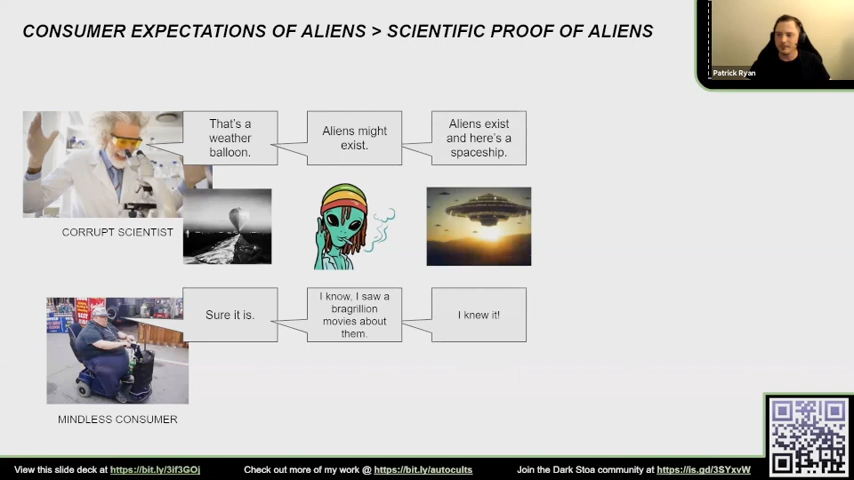 CONSUMER EXPECTATIONS OF ALIENS > SCIENTIFIC PROOF OF ALIENS
Patrick Ryan
That's a
weather
balloon.
Aliens might
exist.
Aliens exist
and here's a
spaceship.
CORRUPT SCIENTIST
Sure it is.
I know, I saw a
bragrillion
movies about
them.
I knew it!
MINDLESS CONSUMER
View this slide deck at https://bit.ly/3if3GOj
Check out more of my work @ https://bit.ly/autocults
Join the Dark Stoa community at https://is.gd/3SYxvW